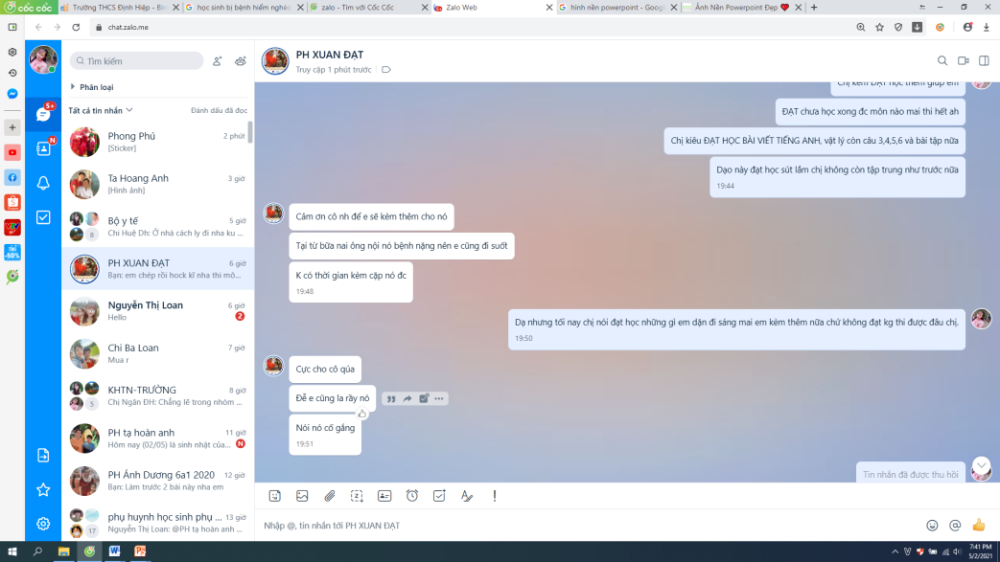 CỐC CỐC
Trường THCS Định Hiệp - Bìn
học sinh bị bệnh hiểm nghèo
zalo - Tìm với Cốc Cốc
Zalo Web
hình nền powerpoint - Goog
Ảnh Nền Powerpoint Đẹp
chat.zalo.me
Tìm kiếm
Phân loại
Tất cả tin nhắn
Đánh dấu đã đọc
5+
N
Phong Phú
2 phút
[Sticker]
Ta Hoang Anh
3 giờ
[Hình ảnh]
Bộ y tế
5 giờ
8
Chi Huệ Dh: Ở nhà cách ly đi nha ku ...
PH XUAN ĐẠT
6 giờ
Bạn: em chép rồi hock kĩ nha thi mô...
Nguyễn Thị Loan
6 giờ
Hello
2
Chi Ba Loan
7 giờ
Mua r
KHTN-TRƯỜNG
8 giờ
5
Chị Ngân ĐH: Chẳng lẽ trong nhóm ...
PH tạ hoàn anh
11 giờ
Hôm nay (02/05) là sinh nhật của...
N
PH Ánh Dương 6a1 2020
12 giờ
Bạn: Làm trước 2 bài này nha em
phụ huynh học sinh phụ ...
13 giờ
17
Nguyễn Thị Loan: @PH tạ hoàn anh ...
PH XUAN ĐẠT
Truy cập 1 phút trước
Chị kèm ĐẠT học thêm giúp em
ĐẠT chưa học xong đc môn nào mai thi hết ah
Chị kiêu ĐẠT HỌC BÀI VIẾT TIẾNG ANH, vật lý còn câu 3,4,5,6 và bài tập nữa
Dạo này đạt học sút lắm chị không còn tập trung như trước nữa
19:44
Cảm ơn cô nh để e sẽ kèm thêm cho nó
Tại từ bữa nai ông nội nó bệnh nặng nên e cũng đi suốt
K có thời gian kèm cặp nó đc
19:48
Dạ nhưng tối nay chị nói đạt học những gì em dặn đi sáng mai em kèm thêm nữa chứ không đạt kg thi được đâu chị.
19:50
Cực cho cô qúa
Đễ e cũng la rầy nó
Nói nó cố gắng
19:51
Tin nhắn đã được thu hồi
Nhập @, tin nhắn tới PH XUAN ĐẠT
7:41 PM
5/2/2021